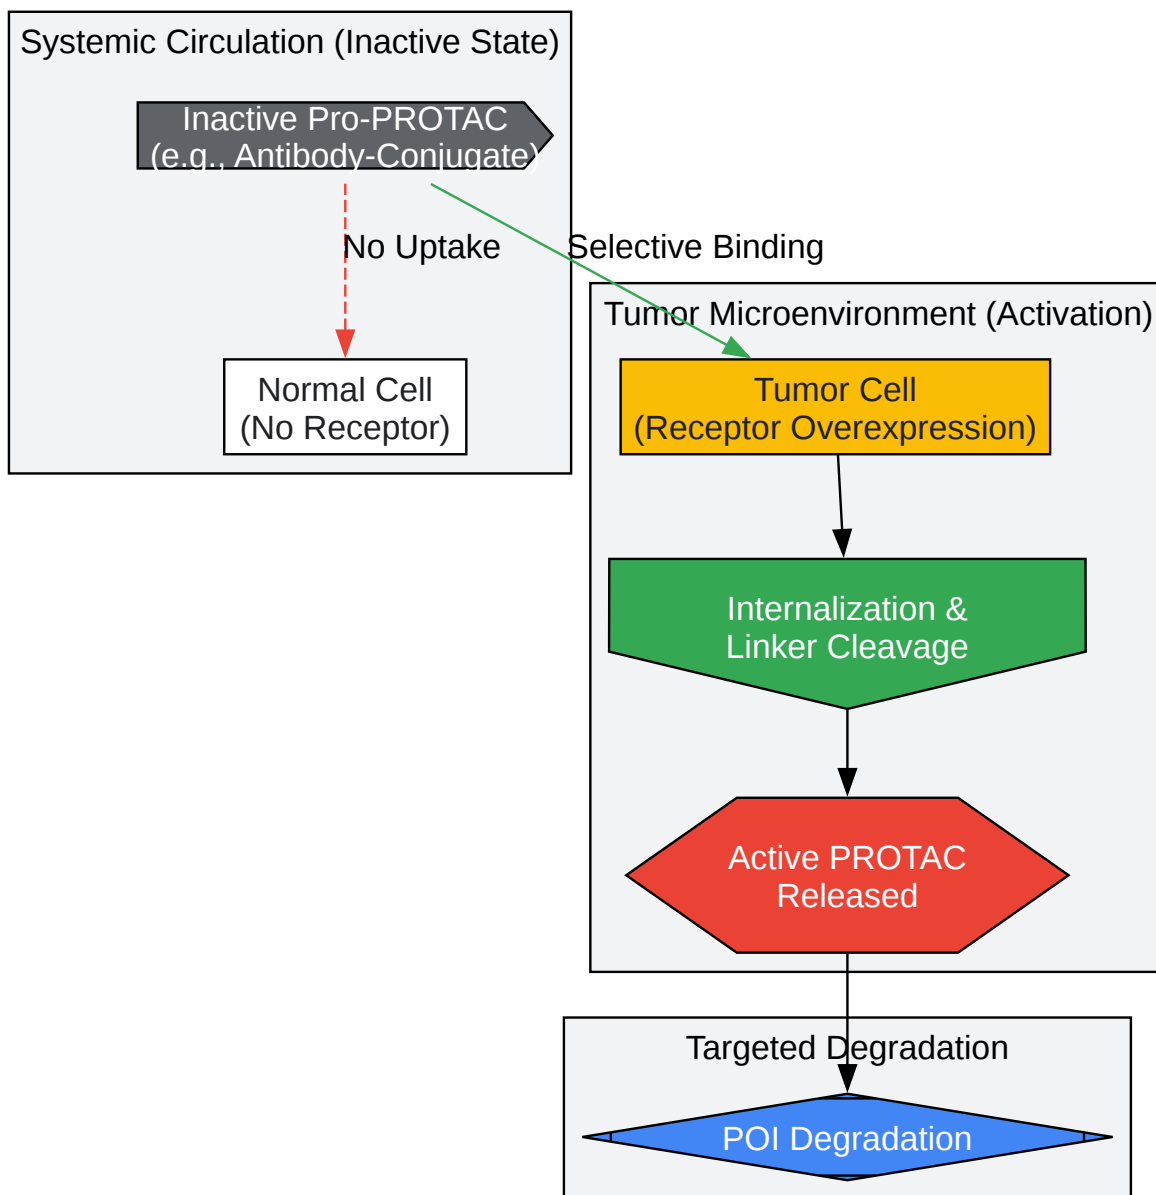 Systemic Circulation (Inactive State)
Inactive Pro-PROTAC
(e.g., Antibody-Conjugate)
No Uptake
Selective Binding
Normal Cell
(No Receptor)
Tumor Microenvironment (Activation)
Tumor Cell
(Receptor Overexpression)
Internalization &
Linker Cleavage
Active PROTAC
Released
Targeted Degradation
POI Degradation